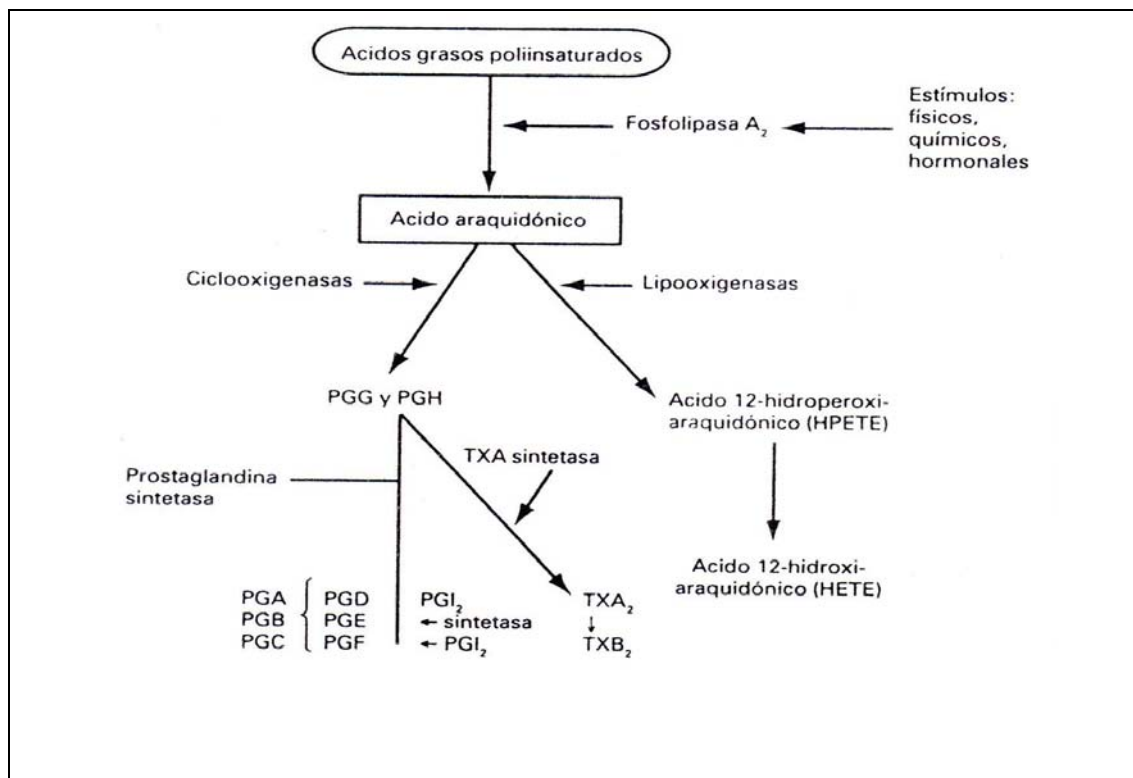 Acidos grasos poliinsaturados
Fosfolipasa A₂
Estímulos:
físicos,
químicos,
hormonales
Acido araquidónico
Ciclooxigenasas
Lipooxigenasas
PGG y PGH
Acido 12-hidroperoxi-
araquidónico (HPETE)
TXA sintetasa
Prostaglandina
sintetasa
Acido 12-hidroxi-
araquidónico (HETE)
PGA PGD PGI₂ TXA₂
PGB PGE ← sintetasa ↓
PGC PGF ← PGI₂ TXB₂